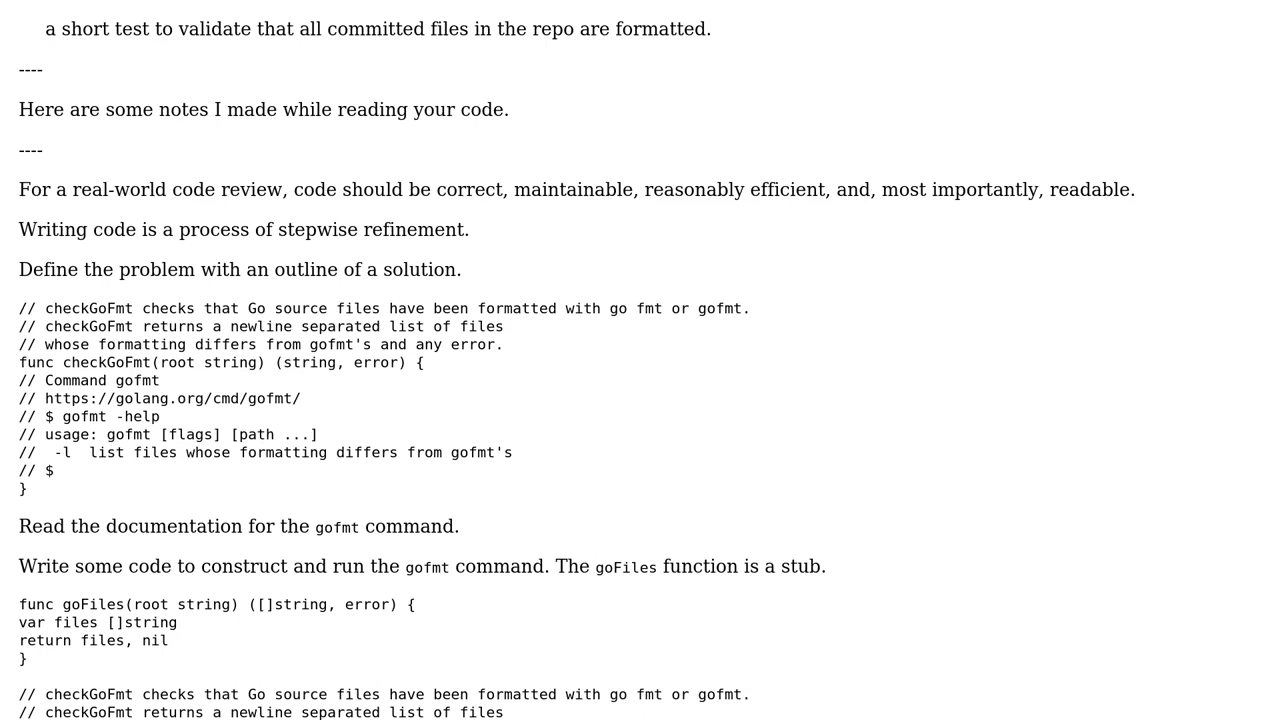 a short test to validate that all committed files in the repo are formatted.
----
Here are some notes I made while reading your code.
----
For a real-world code review, code should be correct, maintainable, reasonably efficient, and, most importantly, readable.
Writing code is a process of stepwise refinement.
Define the problem with an outline of a solution.
// checkGoFmt checks that Go source files have been formatted with go fmt or gofmt.
// checkGoFmt returns a newline separated list of files
// whose formatting differs from gofmt's and any error.
func checkGoFmt(root string) (string, error) {
// Command gofmt
// https://golang.org/cmd/gofmt/
// $ gofmt -help
// usage: gofmt [flags] [path ...]
//  -l  list files whose formatting differs from gofmt's
// $
}
Read the documentation for the gofmt command.
Write some code to construct and run the gofmt command. The goFiles function is a stub.
func goFiles(root string) ([]string, error) {
var files []string
return files, nil
}
// checkGoFmt checks that Go source files have been formatted with go fmt or gofmt.
// checkGoFmt returns a newline separated list of files